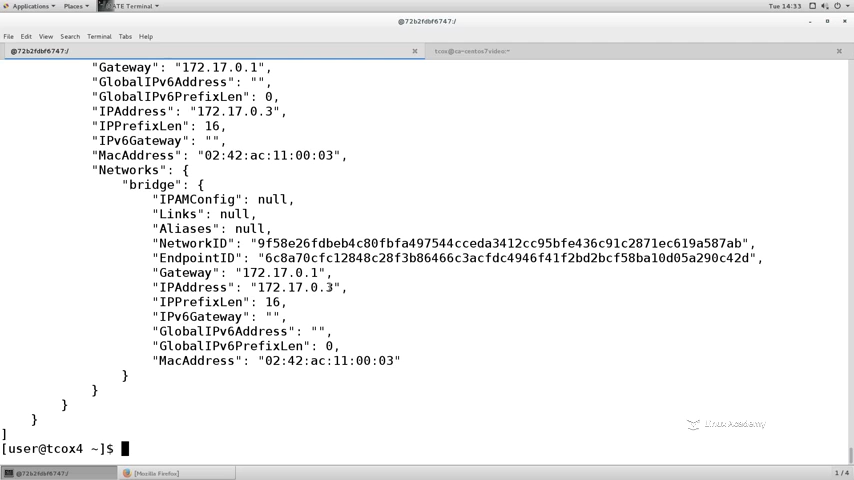 Applications Places MATE Terminal
Tue 14:33
@72b2fdbf6747:/
File Edit View Search Terminal Tabs Help
@72b2fdbf6747:/
"Gateway": "172.17.0.1",
"GlobalIPv6Address": "",
"GlobalIPv6PrefixLen": 0,
"IPAddress": "172.17.0.3",
"IPPrefixLen": 16,
"IPv6Gateway": "",
"MacAddress": "02:42:ac:11:00:03",
"Networks": {
"bridge": {
"IPAMConfig": null,
"Links": null,
"Aliases": null,
"NetworkID": "9f58e26fdbeb4c80fbfa497544cceda3412cc95bfe436c91c2871ec619a587ab",
"EndpointID": "6c8a70cfc12848c28f3b86466c3acfdc4946f41f2bd2bcf58ba10d05a290c42d",
"Gateway": "172.17.0.1",
"IPAddress": "172.17.0.3",
"IPPrefixLen": 16,
"IPv6Gateway": "",
"GlobalIPv6Address": "",
"GlobalIPv6PrefixLen": 0,
"MacAddress": "02:42:ac:11:00:03"
}
}
}
}
]
Linux Academy
[user@tcox4 ~]$
@72b2fdbf6747:/
[Mozilla Firefox]
1 / 4